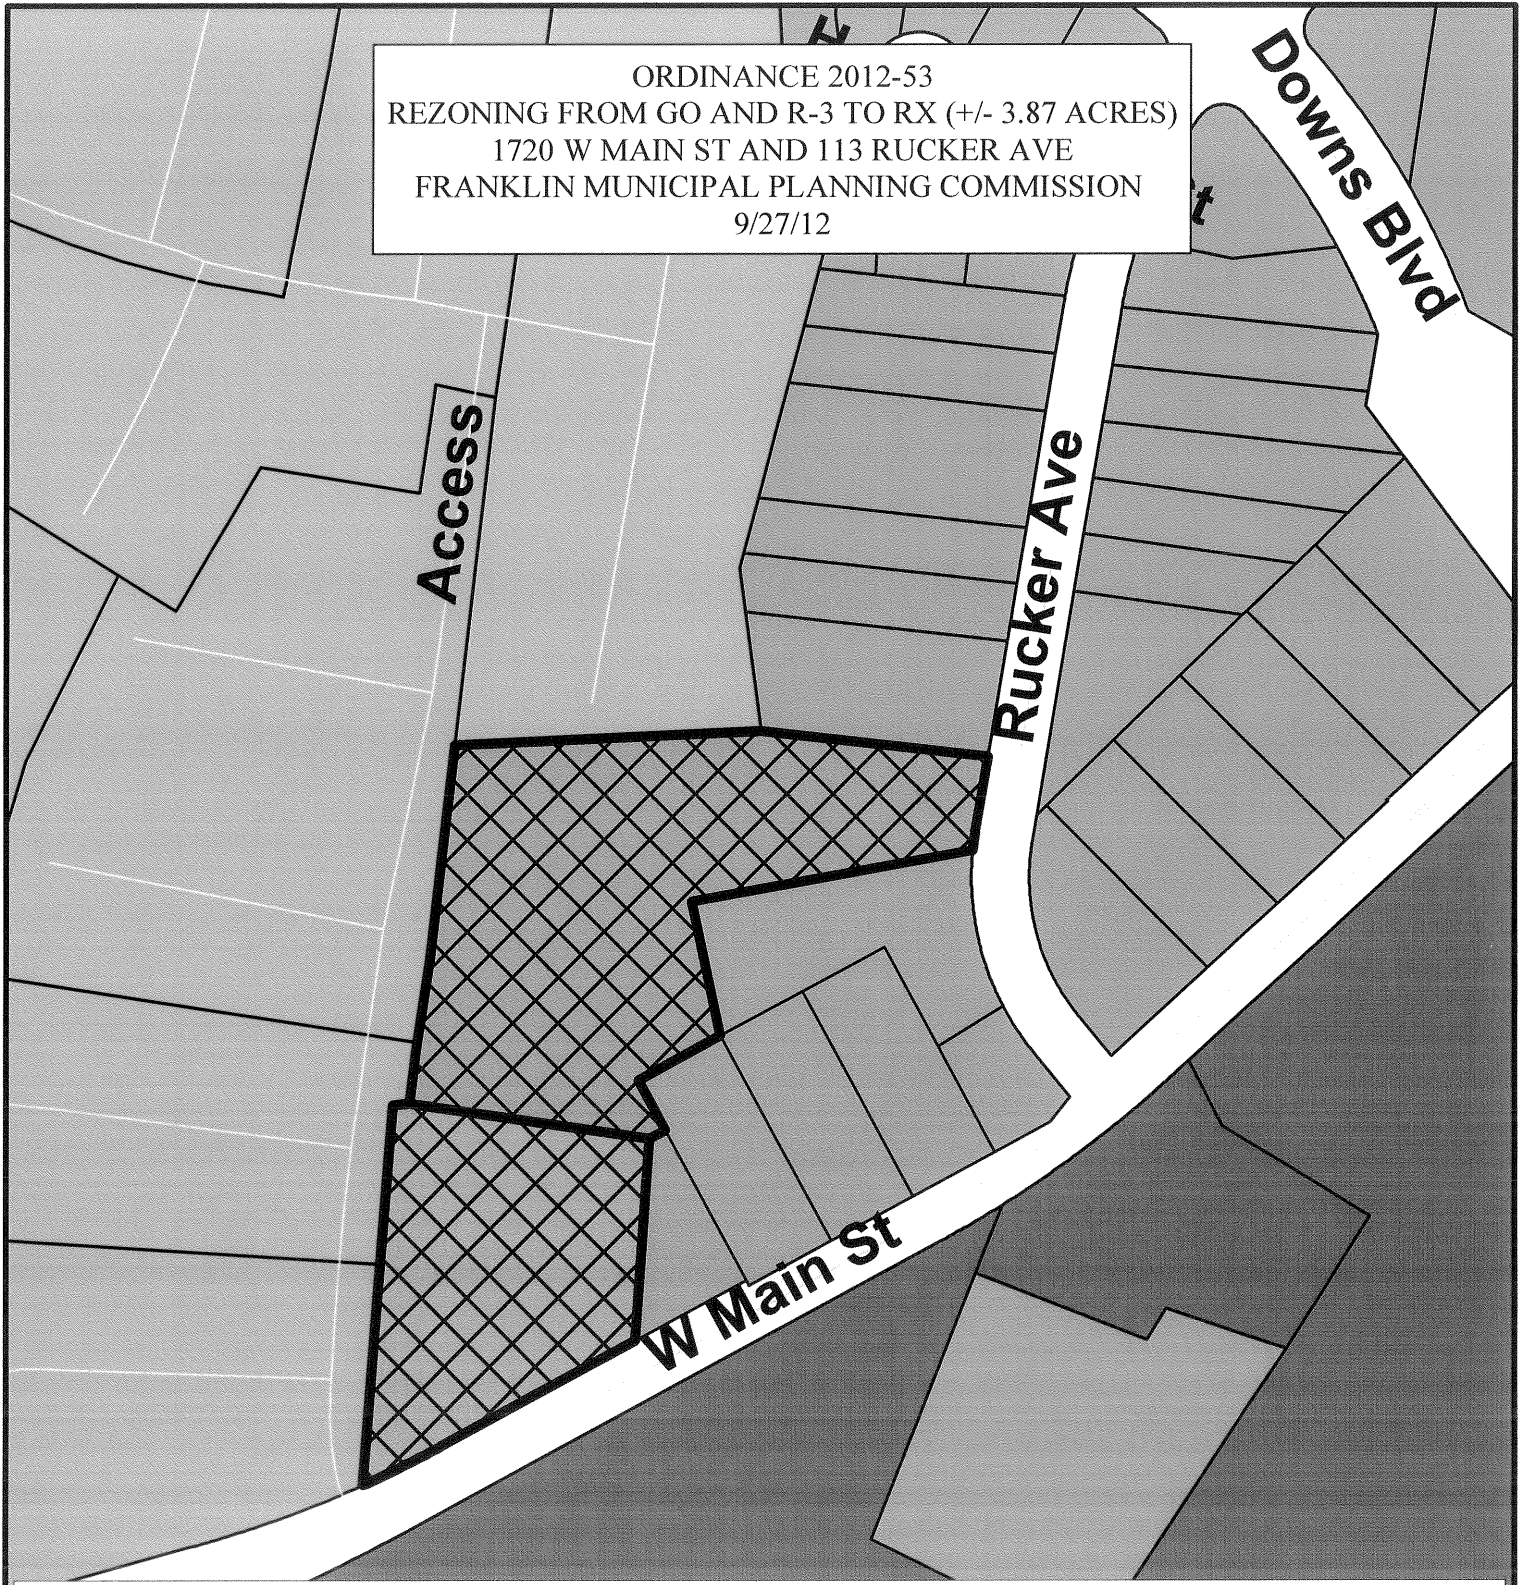 ORDINANCE 2012-53
REZONING FROM GO AND R-3 TO RX (+/- 3.87 ACRES)
1720 W MAIN ST AND 113 RUCKER AVE
FRANKLIN MUNICIPAL PLANNING COMMISSION
9/27/12
Downs Blvd
Access
Rucker Ave
W Main St